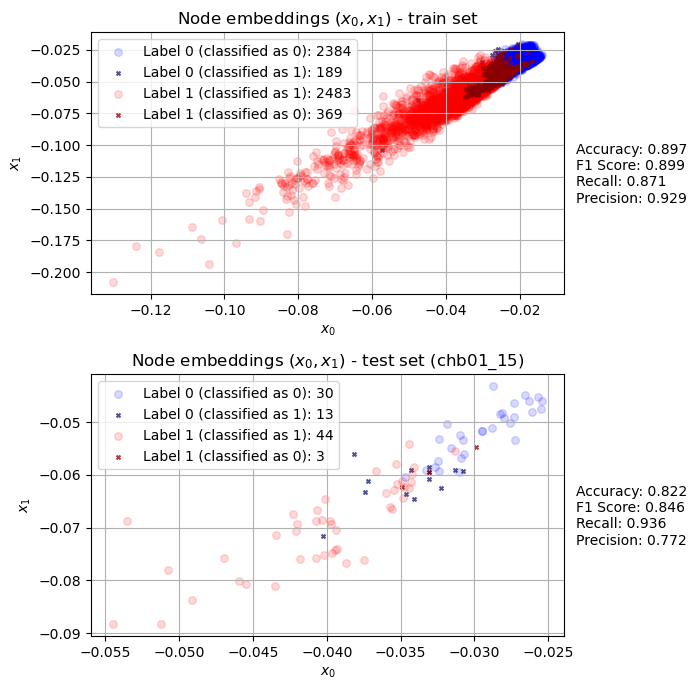 Node embeddings (x₀, x₁) - train set
−0.025
−0.050
−0.075
−0.100
−0.125
−0.150
−0.175
−0.200
x₁
Label 0 (classified as 0): 2384
Label 0 (classified as 1): 189
Label 1 (classified as 1): 2483
Label 1 (classified as 0): 369
Accuracy: 0.897
F1 Score: 0.899
Recall: 0.871
Precision: 0.929
−0.12 −0.10 −0.08 −0.06 −0.04 −0.02
x₀
Node embeddings (x₀, x₁) - test set (chb01_15)
−0.05
−0.06
−0.07
−0.08
−0.09
x₁
Label 0 (classified as 0): 30
Label 0 (classified as 1): 13
Label 1 (classified as 1): 44
Label 1 (classified as 0): 3
Accuracy: 0.822
F1 Score: 0.846
Recall: 0.936
Precision: 0.772
−0.055 −0.050 −0.045 −0.040 −0.035 −0.030 −0.025
x₀